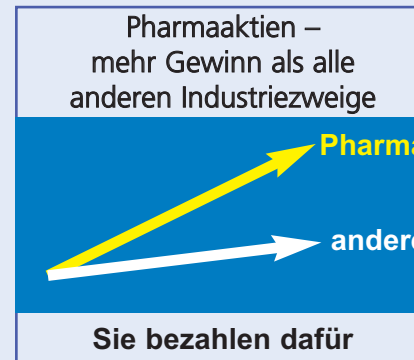 Pharmaaktien –
mehr Gewinn als alle
anderen Industriezweige
Pharma
andere
Sie bezahlen dafür